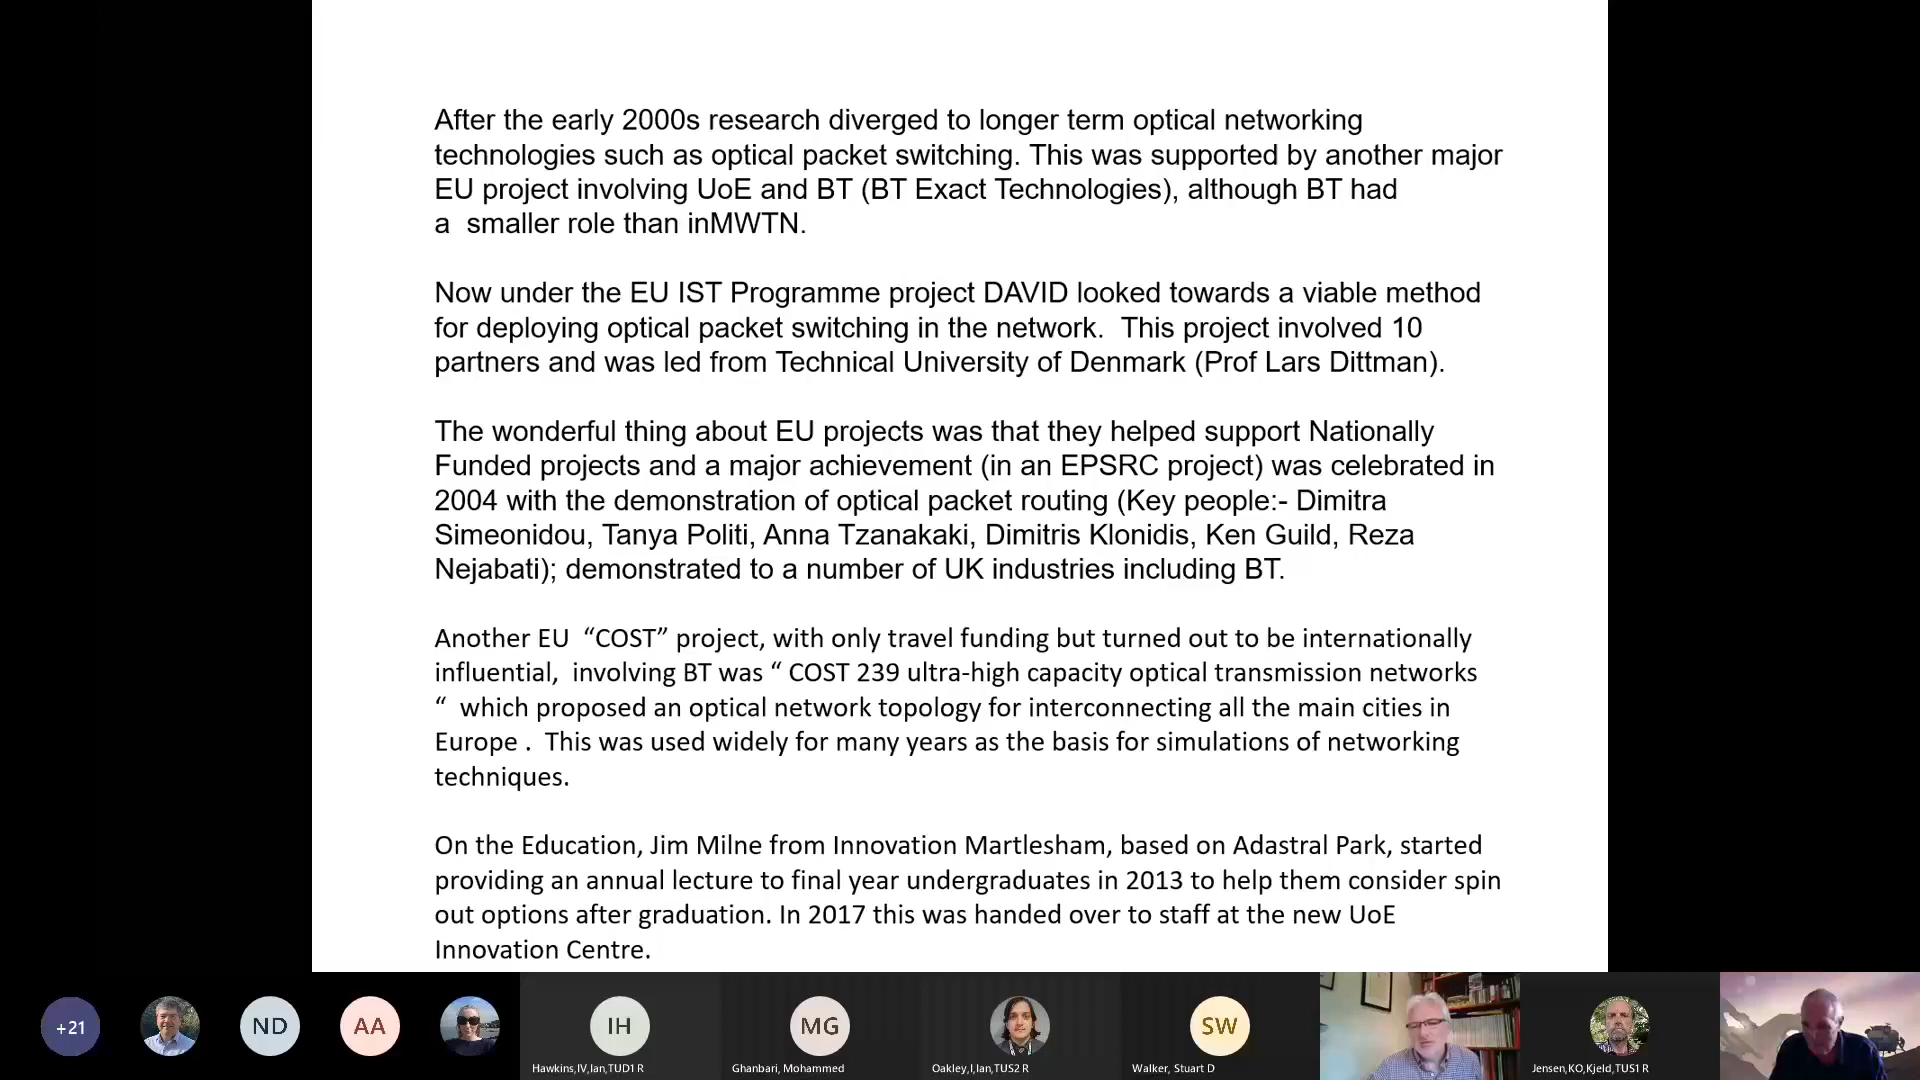 After the early 2000s research diverged to longer term optical networking
technologies such as optical packet switching. This was supported by another major
EU project involving UoE and BT (BT Exact Technologies), although BT had
a  smaller role than inMWTN.
Now under the EU IST Programme project DAVID looked towards a viable method
for deploying optical packet switching in the network.  This project involved 10
partners and was led from Technical University of Denmark (Prof Lars Dittman).
The wonderful thing about EU projects was that they helped support Nationally
Funded projects and a major achievement (in an EPSRC project) was celebrated in
2004 with the demonstration of optical packet routing (Key people:- Dimitra
Simeonidou, Tanya Politi, Anna Tzanakaki, Dimitris Klonidis, Ken Guild, Reza
Nejabati); demonstrated to a number of UK industries including BT.
Another EU  “COST” project, with only travel funding but turned out to be internationally
influential,  involving BT was “ COST 239 ultra-high capacity optical transmission networks
“  which proposed an optical network topology for interconnecting all the main cities in
Europe .  This was used widely for many years as the basis for simulations of networking
techniques.
On the Education, Jim Milne from Innovation Martlesham, based on Adastral Park, started
providing an annual lecture to final year undergraduates in 2013 to help them consider spin
out options after graduation. In 2017 this was handed over to staff at the new UoE
Innovation Centre.
+21
ND
AA
IH
MG
SW
Hawkins,IV,Ian,TUD1 R
Ghanbari, Mohammed
Oakley,I,Ian,TUS2 R
Walker, Stuart D
Jensen,KO,Kjeld,TUS1 R